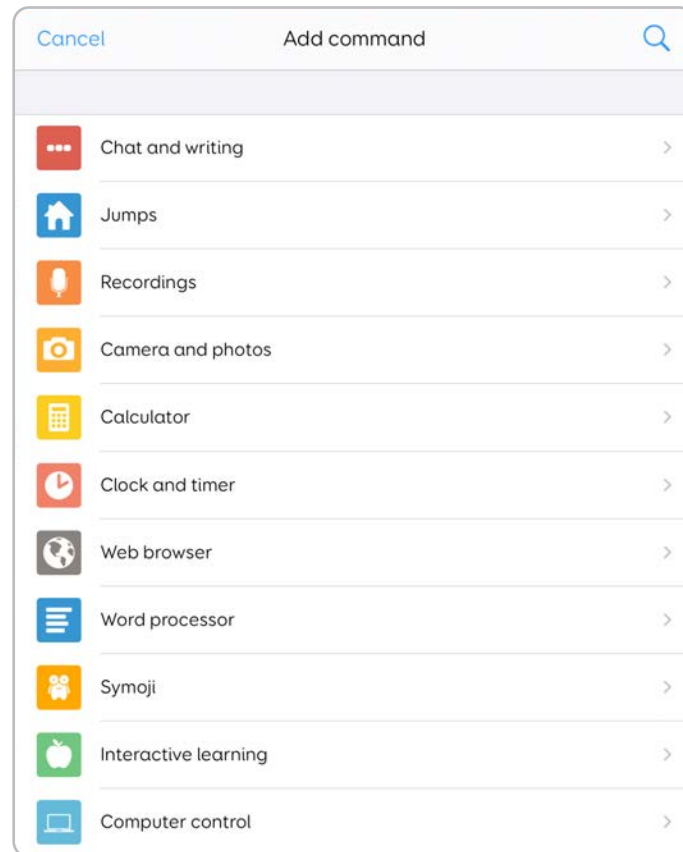 Cancel
Add command
Chat and writing
Jumps
Recordings
Camera and photos
Calculator
Clock and timer
Web browser
Word processor
Symoji
Interactive learning
Computer control